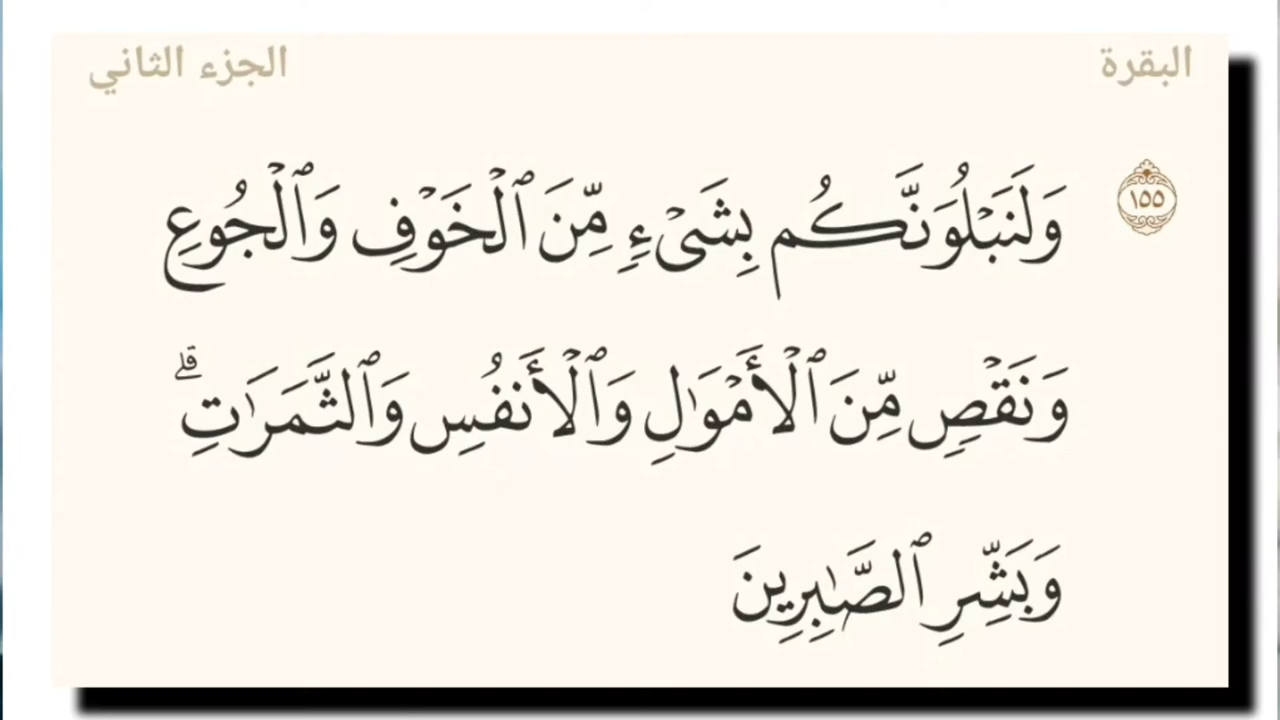 البقرة الجزء الثاني
١٥٥ وَلَنَبۡلُوَنَّكُم بِشَيۡءٖ مِّنَ ٱلۡخَوۡفِ وَٱلۡجُوعِ
وَنَقۡصٖ مِّنَ ٱلۡأَمۡوَٰلِ وَٱلۡأَنفُسِ وَٱلثَّمَرَٰتِۗ
وَبَشِّرِ ٱلصَّٰبِرِينَ